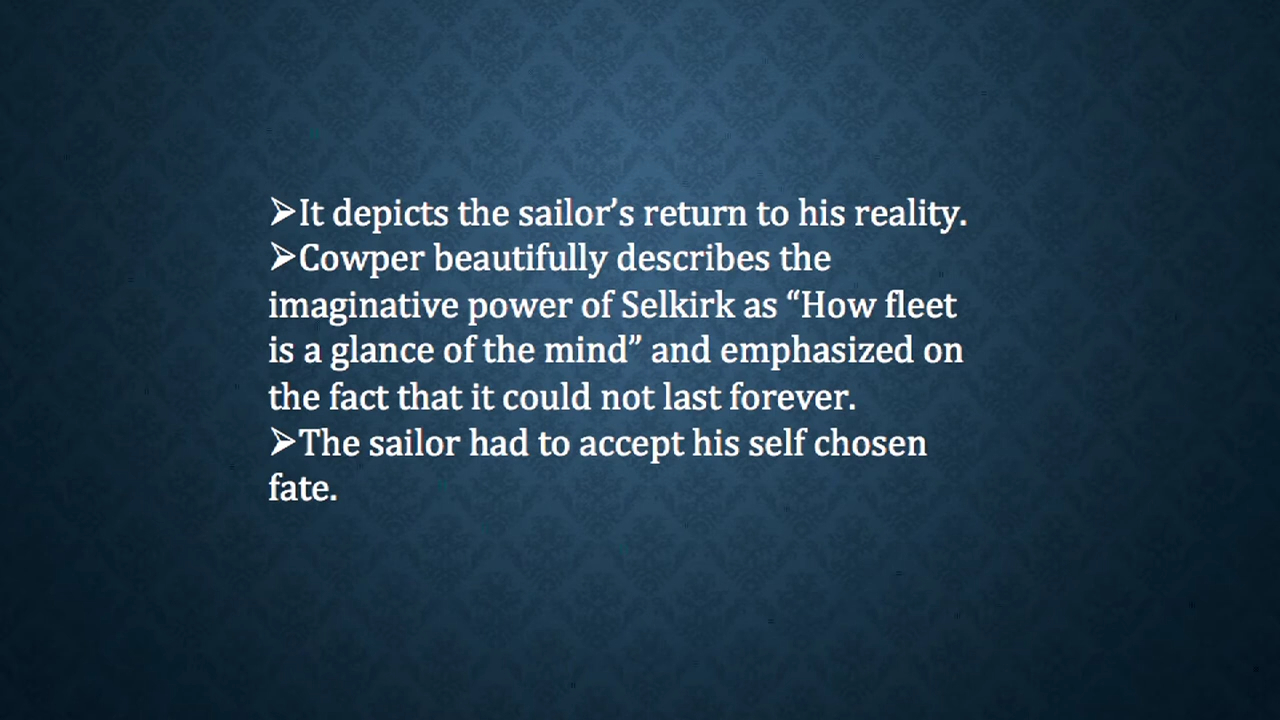 ➢It depicts the sailor’s return to his reality.
➢Cowper beautifully describes the
imaginative power of Selkirk as “How fleet
is a glance of the mind” and emphasized on
the fact that it could not last forever.
➢The sailor had to accept his self chosen
fate.